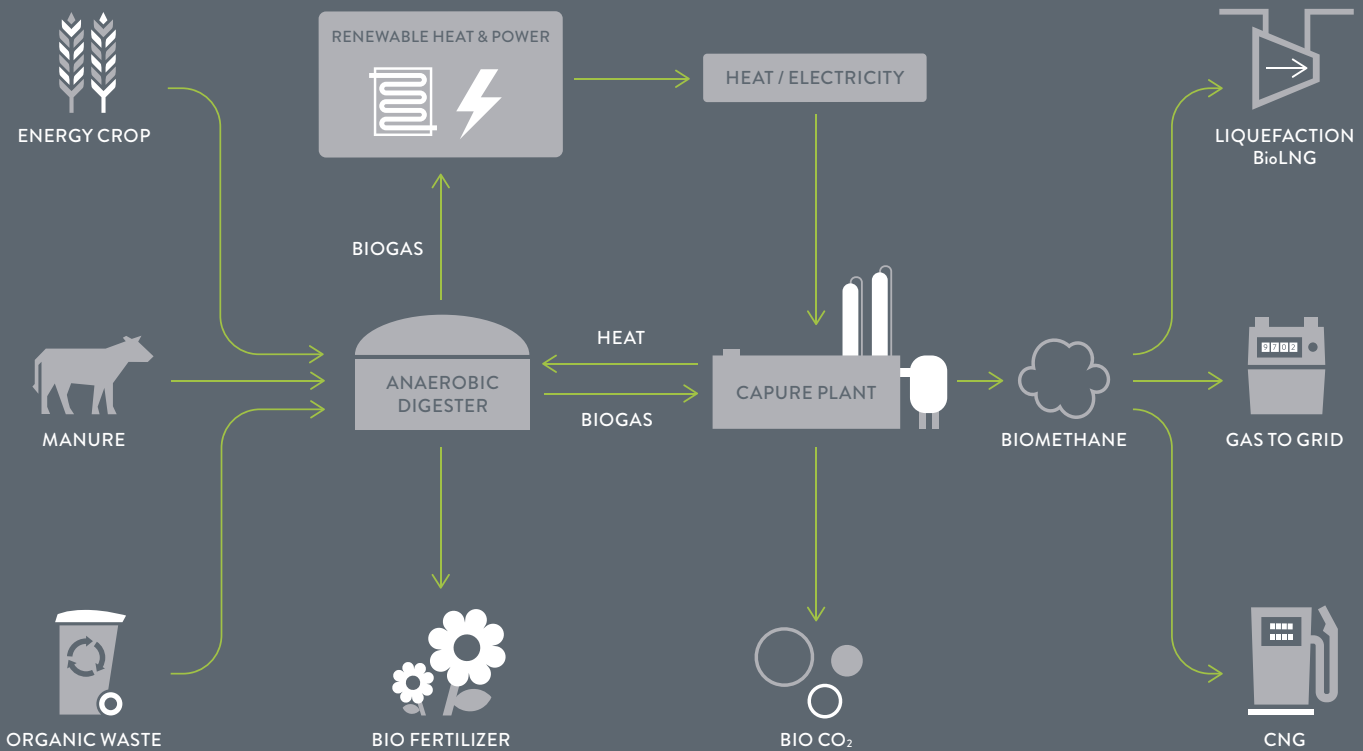 RENEWABLE HEAT & POWER
HEAT / ELECTRICITY
ENERGY CROP
LIQUEFACTION
BioLNG
BIOGAS
HEAT
ANAEROBIC
DIGESTER
CAPURE PLANT
BIOGAS
9702
MANURE
BIOMETHANE
GAS TO GRID
ORGANIC WASTE
BIO FERTILIZER
BIO CO₂
CNG